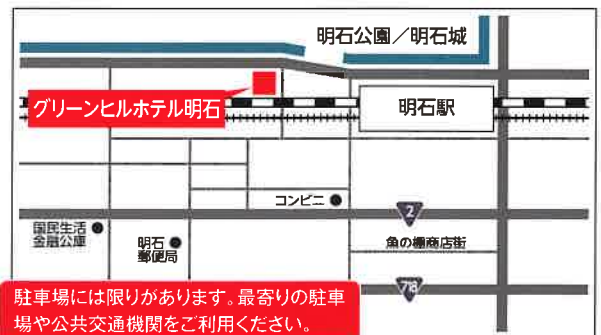 明石公園／明石城
グリーンヒルホテル明石
明石駅
コンビニ
2
国民生活
金融公庫
明石
郵便局
魚の棚商店街
718
駐車場には限りがあります。最寄りの駐車
場や公共交通機関をご利用ください。